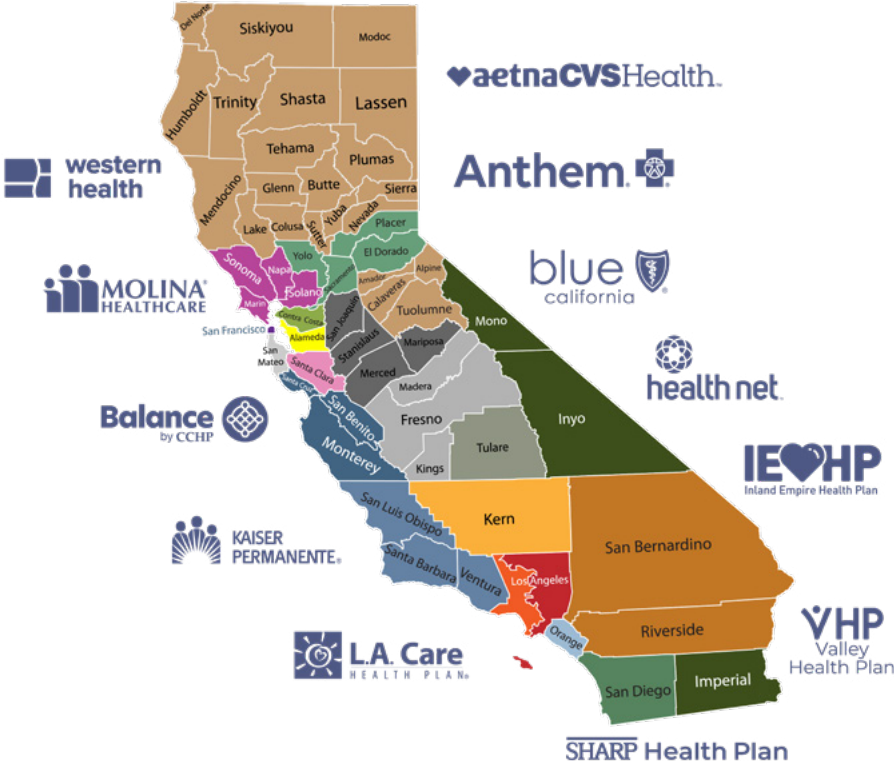 Del Norte
Siskiyou
Modoc
aetnaCVSHealth™
Humboldt
Trinity
Shasta
Lassen
western
health
Tehama
Plumas
Anthem.
Mendocino
Glenn
Butte
Sierra
Lake
Colusa
Sutter
Yuba
Nevada
Placer
Yolo
El Dorado
Sonoma
Napa
Sacramento
Amador
Alpine
blue
california
MOLINA®
HEALTHCARE
Solano
Marin
Calaveras
Tuolumne
Contra Costa
San Joaquin
Mono
San Francisco
Alameda
Stanislaus
Mariposa
San
Mateo
Santa Clara
Merced
Madera
health net.
Santa Cruz
San Benito
Balance
by CCHP
Fresno
Inyo
Monterey
Kings
Tulare
IEHP
Inland Empire Health Plan
San Luis Obispo
Kern
San Bernardino
KAISER
PERMANENTE®
Santa Barbara
Ventura
Los Angeles
Orange
Riverside
VHP
Valley
Health Plan
L.A. Care
HEALTH PLAN®
San Diego
Imperial
SHARP Health Plan